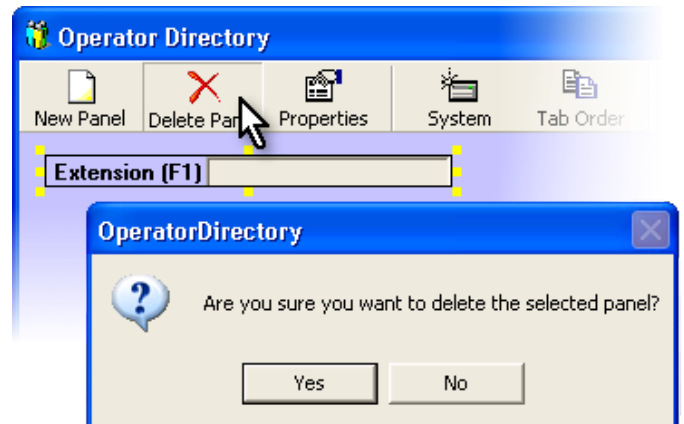 Operator Directory
New Panel Delete Pan Properties System Tab Order
Extension (F1)
OperatorDirectory
Are you sure you want to delete the selected panel?
Yes No